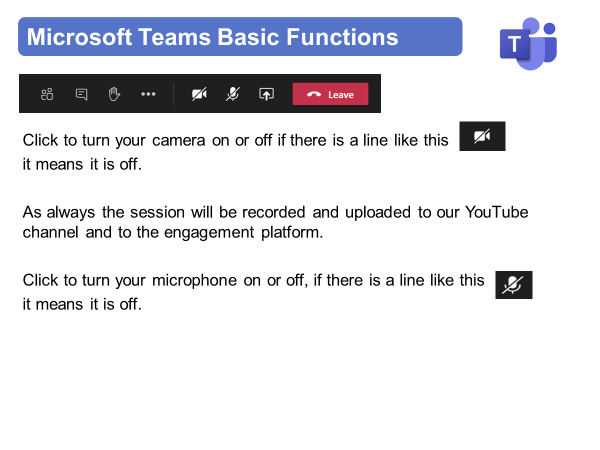 Microsoft Teams Basic Functions
T
Leave
Click to turn your camera on or off if there is a line like this
it means it is off.
As always the session will be recorded and uploaded to our YouTube
channel and to the engagement platform.
Click to turn your microphone on or off, if there is a line like this
it means it is off.